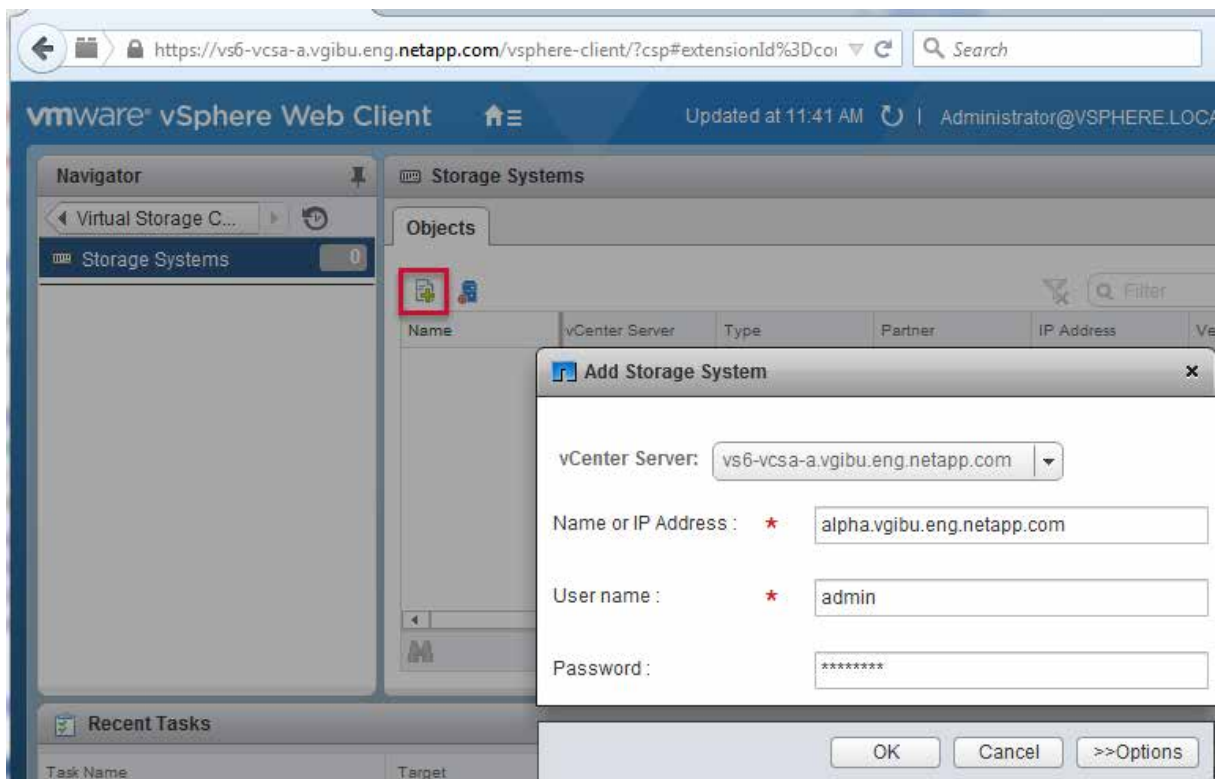 https://vs6-vcsa-a.vgibu.eng.netapp.com/vsphere-client/?csp#extensionId%3Dcor
Search
vmware® vSphere Web Client
Updated at 11:41 AM | Administrator@VSPHERE.LOCA
Navigator
Storage Systems
Virtual Storage C...
Objects
Storage Systems 0
Filter
Name vCenter Server Type Partner IP Address Ve
Add Storage System ×
vCenter Server: vs6-vcsa-a.vgibu.eng.netapp.com
Name or IP Address : * alpha.vgibu.eng.netapp.com
User name : * admin
Password : ********
Recent Tasks
OK Cancel >>Options
Task Name Target